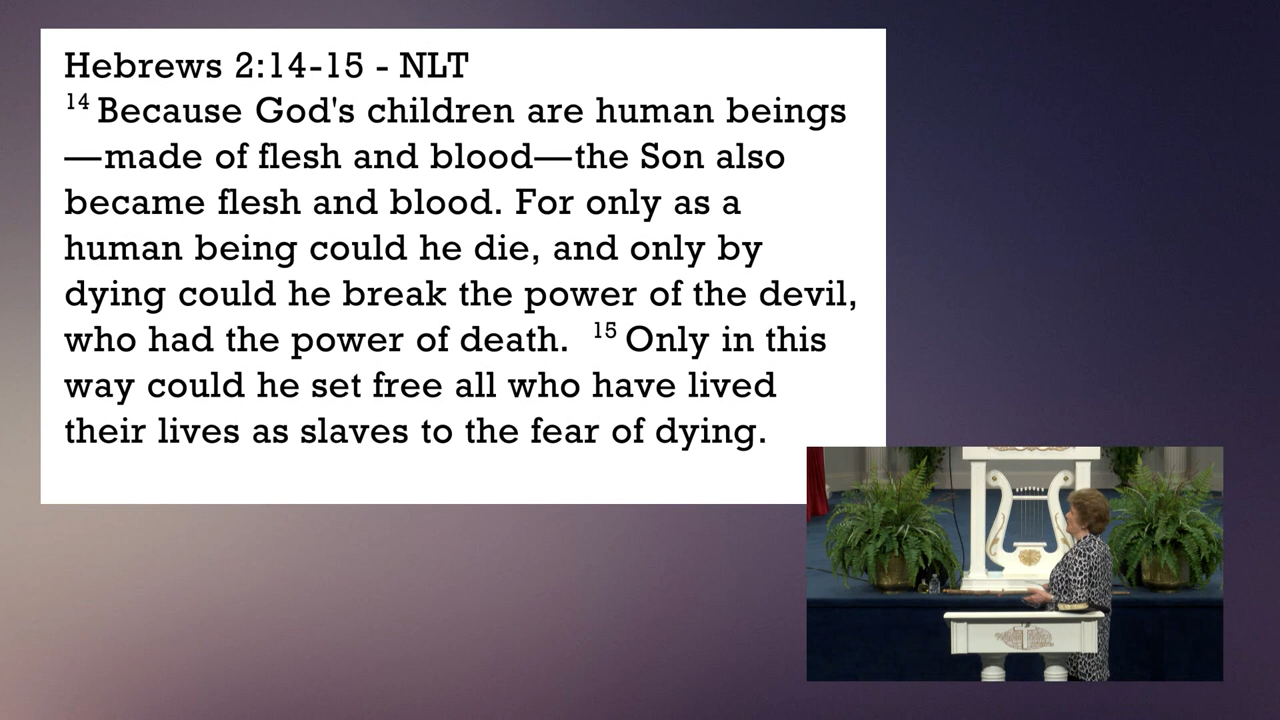 Hebrews 2:14-15 - NLT
14 Because God's children are human beings
—made of flesh and blood—the Son also
became flesh and blood. For only as a
human being could he die, and only by
dying could he break the power of the devil,
who had the power of death. 15 Only in this
way could he set free all who have lived
their lives as slaves to the fear of dying.